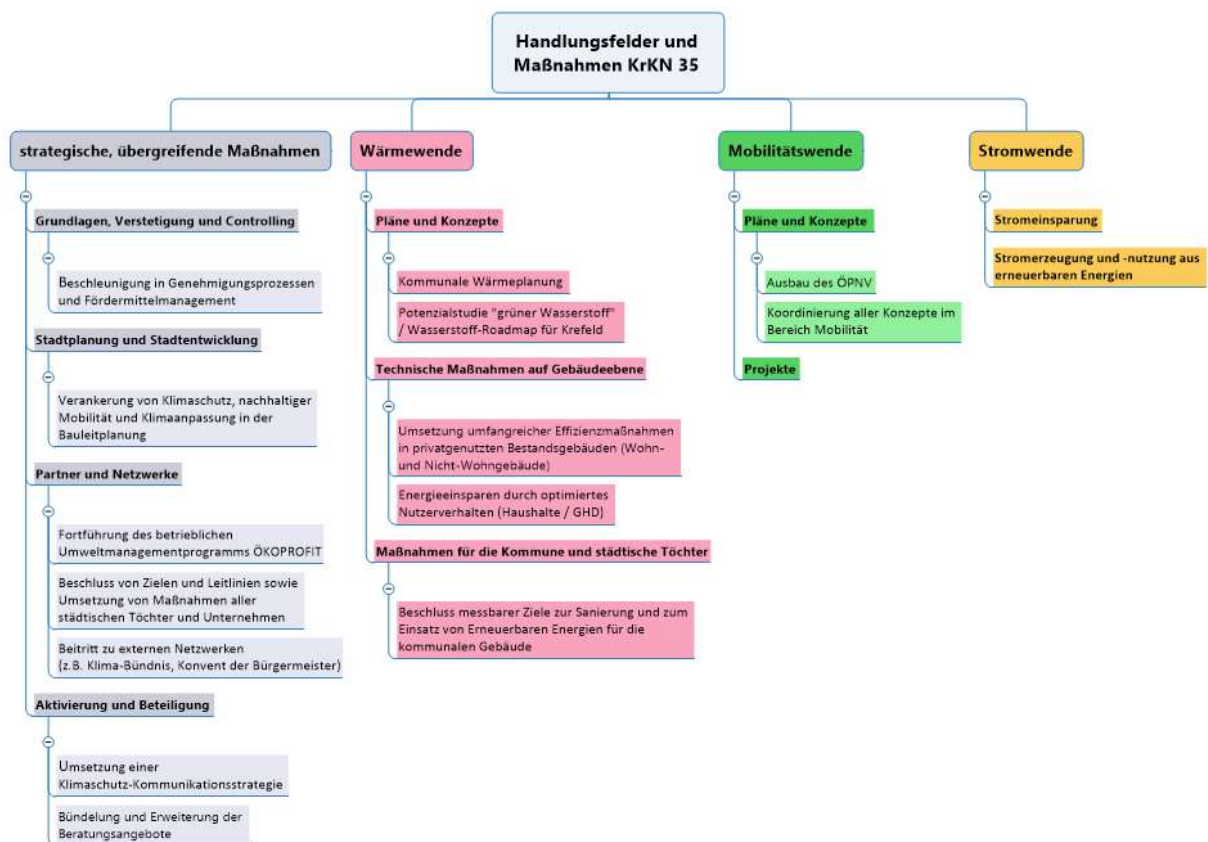 Handlungsfelder und
Maßnahmen KrKN 35
strategische, übergreifende Maßnahmen
Grundlagen, Verstetigung und Controlling
Beschleunigung in Genehmigungsprozessen
und Fördermittelmanagement
Stadtplanung und Stadtentwicklung
Verankerung von Klimaschutz, nachhaltiger
Mobilität und Klimaanpassung in der
Bauleitplanung
Partner und Netzwerke
Fortführung des betrieblichen
Umweltmanagementprogramms ÖKOPROFIT
Beschluss von Zielen und Leitlinien sowie
Umsetzung von Maßnahmen aller
städtischen Töchter und Unternehmen
Beitritt zu externen Netzwerken
(z.B. Klima-Bündnis, Konvent der Bürgermeister)
Aktivierung und Beteiligung
Umsetzung einer
Klimaschutz-Kommunikationsstrategie
Bündelung und Erweiterung der
Beratungsangebote
Wärmewende
Pläne und Konzepte
Kommunale Wärmeplanung
Potenzialstudie "grüner Wasserstoff"
/ Wasserstoff-Roadmap für Krefeld
Technische Maßnahmen auf Gebäudeebene
Umsetzung umfangreicher Effizienzmaßnahmen
in privatgenutzten Bestandsgebäuden (Wohn-
und Nicht-Wohngebäude)
Energieeinsparen durch optimiertes
Nutzerverhalten (Haushalte / GHD)
Maßnahmen für die Kommune und städtische Töchter
Beschluss messbarer Ziele zur Sanierung und zum
Einsatz von Erneuerbaren Energien für die
kommunalen Gebäude
Mobilitätswende
Pläne und Konzepte
Ausbau des ÖPNV
Koordinierung aller Konzepte im
Bereich Mobilität
Projekte
Stromwende
Stromeinsparung
Stromerzeugung und -nutzung aus
erneuerbaren Energien